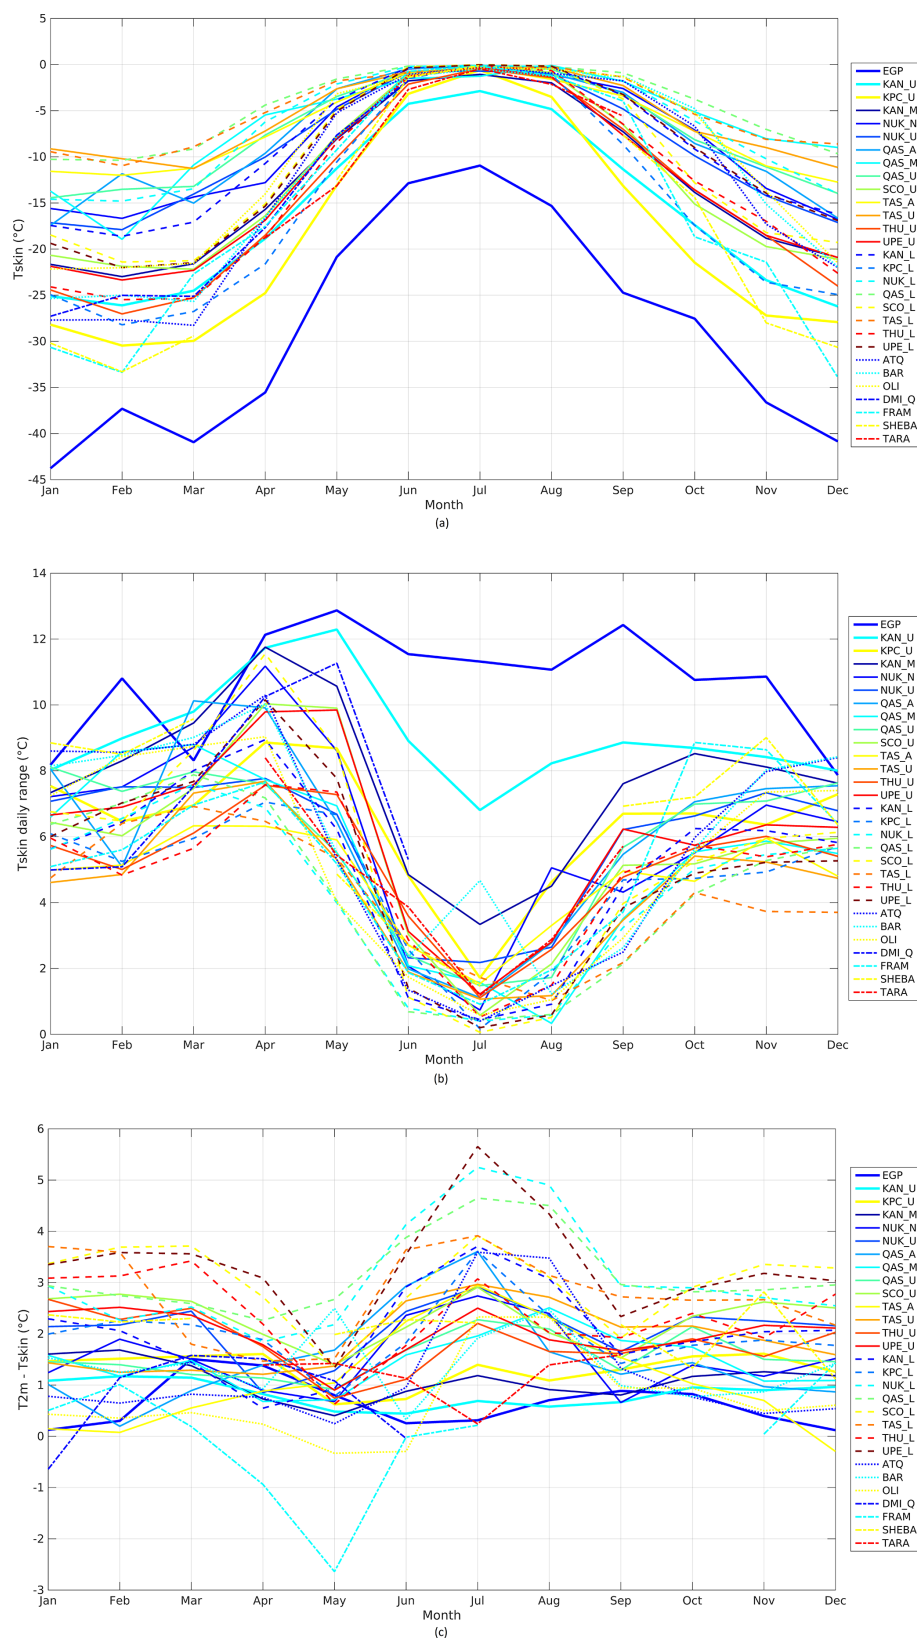 5
0
-5
-10
-15
-20
-25
-30
-35
-40
-45
Tskin (°C)
Jan Feb Mar Apr May Jun Jul Aug Sep Oct Nov Dec
Month
(a)
EGP
KAN_U
KPC_U
KAN_M
NUK_N
NUK_U
QAS_A
QAS_M
QAS_U
SCO_U
TAS_A
TAS_U
THU_U
UPE_U
KAN_L
KPC_L
NUK_L
QAS_L
SCO_L
TAS_L
THU_L
UPE_L
ATQ
BAR
OLI
DMI_Q
FRAM
SHEBA
TARA
14
12
10
8
6
4
2
0
Tskin daily range (°C)
Jan Feb Mar Apr May Jun Jul Aug Sep Oct Nov Dec
Month
(b)
EGP
KAN_U
KPC_U
KAN_M
NUK_N
NUK_U
QAS_A
QAS_M
QAS_U
SCO_U
TAS_A
TAS_U
THU_U
UPE_U
KAN_L
KPC_L
NUK_L
QAS_L
SCO_L
TAS_L
THU_L
UPE_L
ATQ
BAR
OLI
DMI_Q
FRAM
SHEBA
TARA
6
5
4
3
2
1
0
-1
-2
-3
T2m - Tskin (°C)
Jan Feb Mar Apr May Jun Jul Aug Sep Oct Nov Dec
Month
(c)
EGP
KAN_U
KPC_U
KAN_M
NUK_N
NUK_U
QAS_A
QAS_M
QAS_U
SCO_U
TAS_A
TAS_U
THU_U
UPE_U
KAN_L
KPC_L
NUK_L
QAS_L
SCO_L
TAS_L
THU_L
UPE_L
ATQ
BAR
OLI
DMI_Q
FRAM
SHEBA
TARA